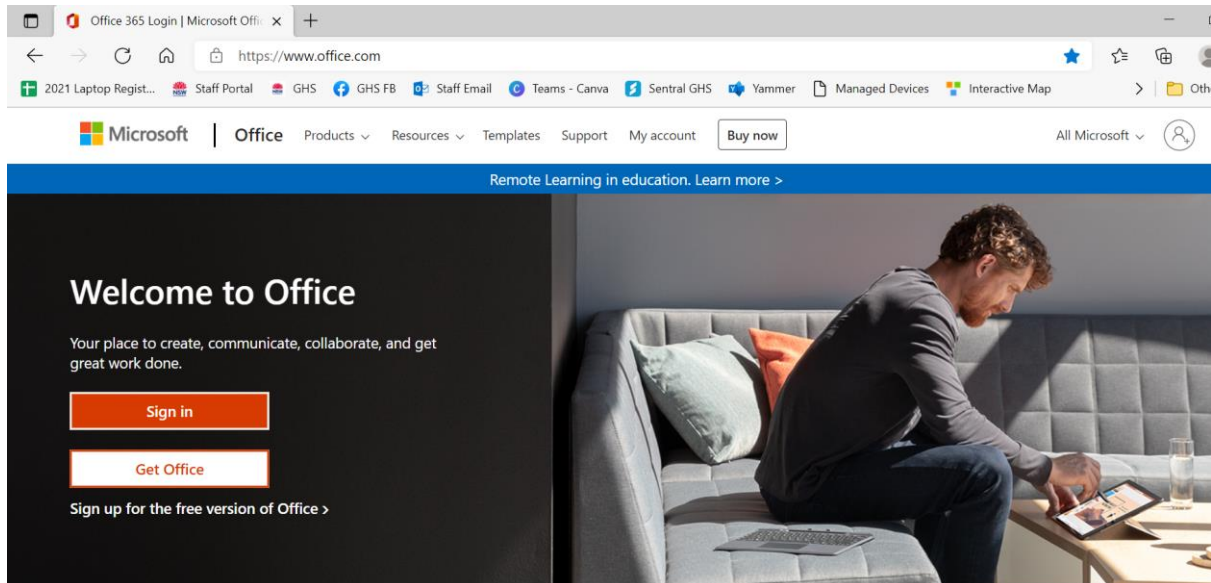 Office 365 Login | Microsoft Offic
https://www.office.com
2021 Laptop Regist... Staff Portal GHS GHS FB Staff Email Teams - Canva Sentral GHS Yammer Managed Devices Interactive Map Oth
Microsoft | Office Products Resources Templates Support My account Buy now All Microsoft
Remote Learning in education. Learn more >
Welcome to Office
Your place to create, communicate, collaborate, and get
great work done.
Sign in
Get Office
Sign up for the free version of Office >